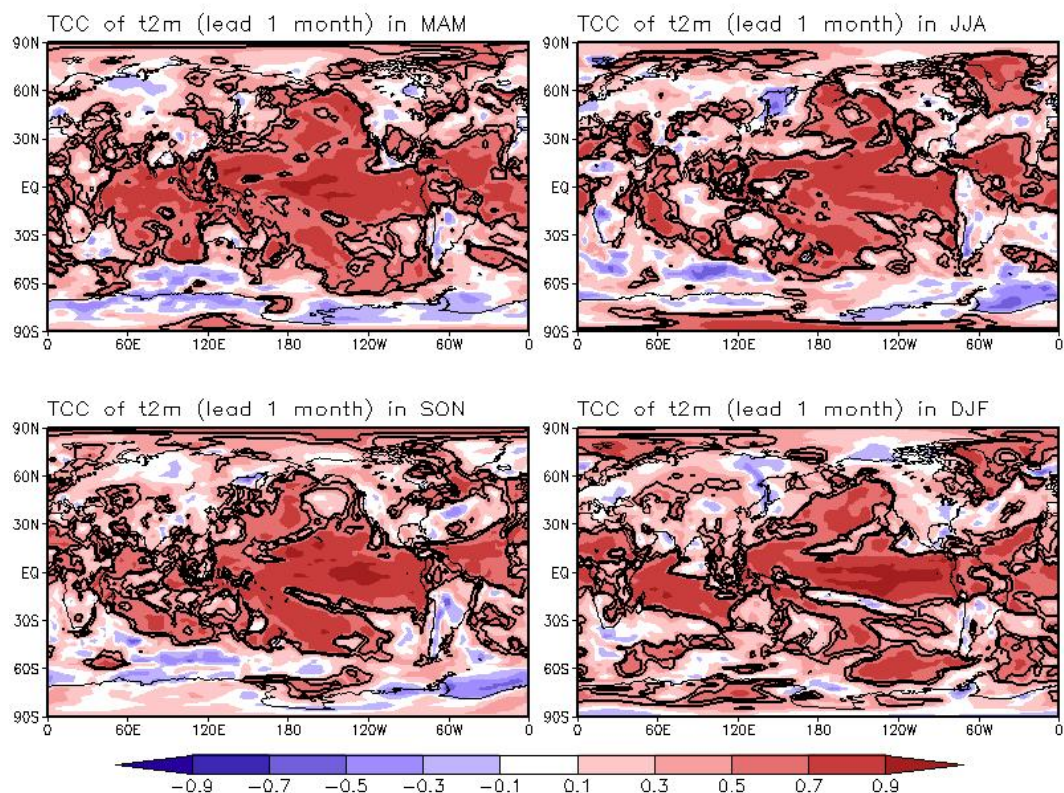 TCC of t2m (lead 1 month) in MAM
TCC of t2m (lead 1 month) in JJA
90N
60N
30N
EQ
30S
60S
90S
0 60E 120E 180 120W 60W 0
90N
60N
30N
EQ
30S
60S
90S
0 60E 120E 180 120W 60W 0
TCC of t2m (lead 1 month) in SON
TCC of t2m (lead 1 month) in DJF
90N
60N
30N
EQ
30S
60S
90S
0 60E 120E 180 120W 60W 0
90N
60N
30N
EQ
30S
60S
90S
0 60E 120E 180 120W 60W 0
−0.9 −0.7 −0.5 −0.3 −0.1 0.1 0.3 0.5 0.7 0.9